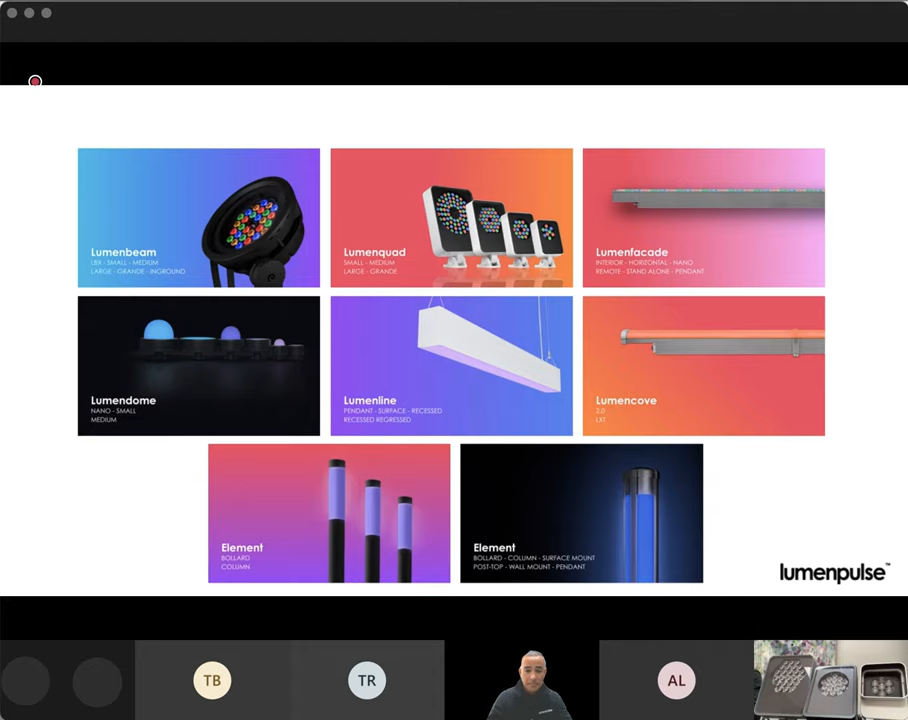 Lumenbeam
LBX - SMALL - MEDIUM
LARGE - GRANDE - INGROUND
Lumenquad
SMALL - MEDIUM
LARGE - GRANDE
Lumenfacade
INTERIOR - HORIZONTAL - NANO
REMOTE - STAND ALONE - PENDANT
Lumendome
NANO - SMALL
MEDIUM
Lumenline
PENDANT - SURFACE - RECESSED
RECESSED REGRESSED
Lumencove
2.0
LXT
Element
BOLLARD
COLUMN
Element
BOLLARD - COLUMN - SURFACE MOUNT
POST-TOP - WALL MOUNT - PENDANT
lumenpulse™
TB
TR
AL